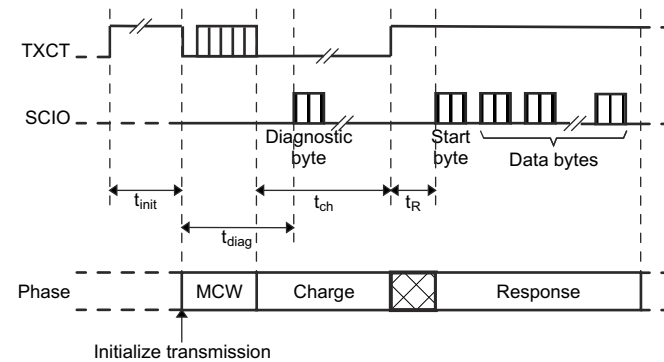 TXCT
SCIO
Diagnostic
byte
Start
byte
Data bytes
tinit
tch
tR
tdiag
Phase
MCW
Charge
Response
Initialize transmission